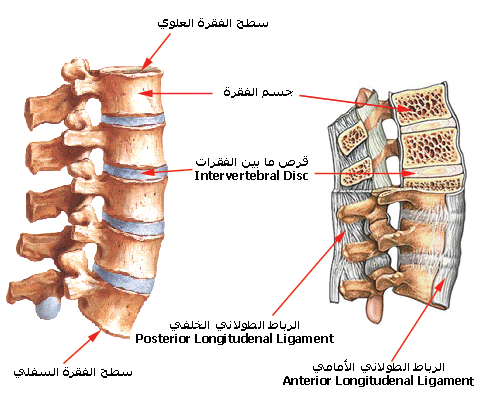 سطح الفقرة العلوي
جسم الفقرة
قرص ما بين الفقرات
Intervertebral Disc
الرباط الطولاني الخلفي
Posterior Longitudenal Ligament
الرباط الطولاني الأمامي
Anterior Longitudenal Ligament
سطح الفقرة السفلي